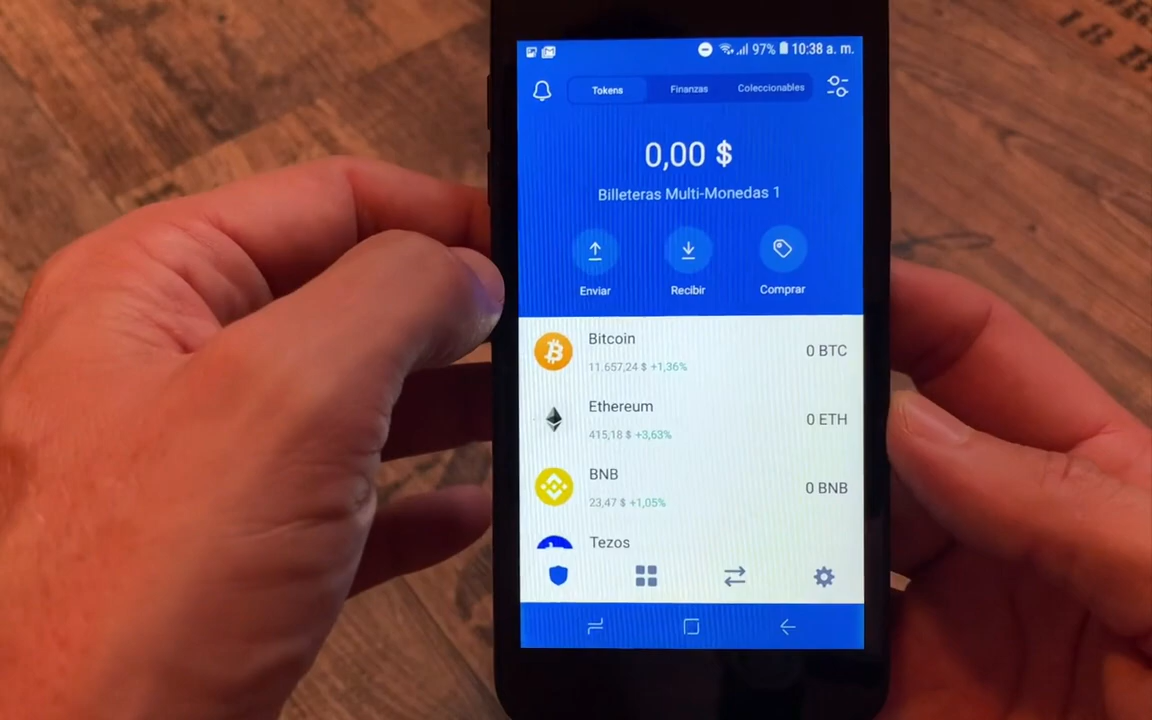 97% 10:38 a. m.
Tokens Finanzas Coleccionables
0,00 $
Billeteras Multi-Monedas 1
Enviar Recibir Comprar
Bitcoin
0 BTC
11.657,24 $ +1,36%
Ethereum
0 ETH
415,18 $ +3,63%
BNB
0 BNB
23,47 $ +1,05%
Tezos
18 B